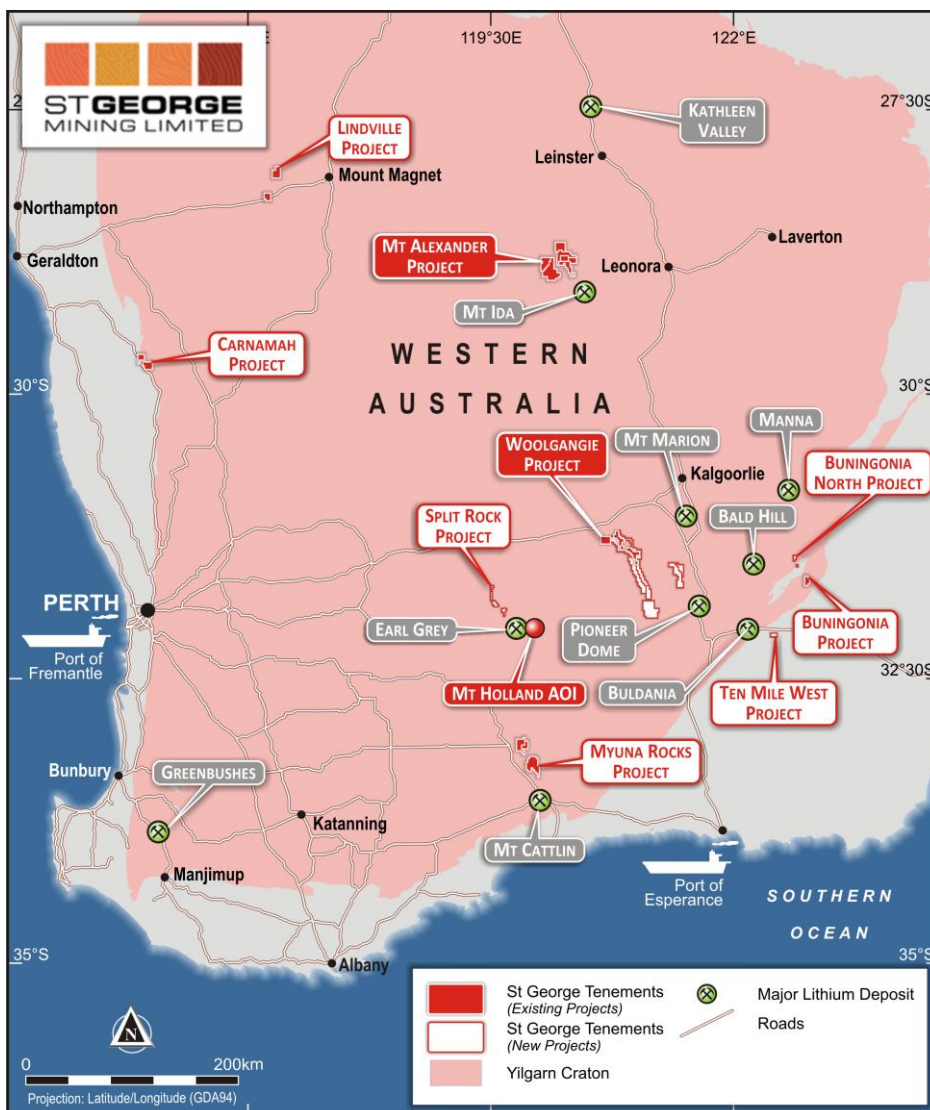 119°30E
122°E
STGEORGE
MINING LIMITED
27°30S
KATHLEEN
VALLEY
LINDVILLE
PROJECT
Leinster
Mount Magnet
Northampton
Laverton
MT ALEXANDER
PROJECT
Geraldton
Leonora
MT IDA
CARNAMAH
PROJECT
WESTERN
AUSTRALIA
30°S
30°S
MANNA
MT MARION
WOOLGANGIE
PROJECT
BUNINGONIA
NORTH PROJECT
Kalgoorlie
SPLIT ROCK
PROJECT
BALD HILL
PERTH
EARL GREY
PIONEER
DOME
BUNINGONIA
PROJECT
Port of
Fremantle
MT HOLLAND AOI
BULDANIA
32°30S
TEN MILE WEST
PROJECT
MYUNA ROCKS
PROJECT
Bunbury
GREENBUSHES
Katanning
MT CATTLIN
Manjimup
Port of
Esperance
SOUTHERN
OCEAN
35°S
35°S
Albany
St George Tenements
(Existing Projects)
Major Lithium Deposit
St George Tenements
(New Projects)
Roads
Yilgarn Craton
N
0
200km
Projection: Latitude/Longitude (GDA94)